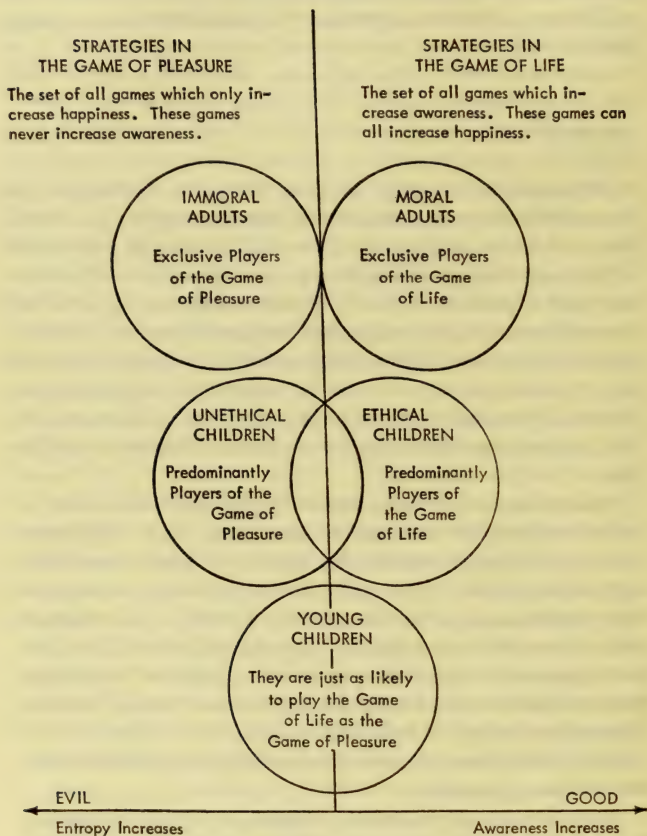 STRATEGIES IN
THE GAME OF PLEASURE
The set of all games which only in-
crease happiness. These games
never increase awareness.
STRATEGIES IN
THE GAME OF LIFE
The set of all games which in-
crease awareness. These games can
all increase happiness.
IMMORAL
ADULTS
Exclusive Players
of the Game
of Pleasure
MORAL
ADULTS
Exclusive Players
of the Game
of Life
UNETHICAL
CHILDREN
Predominantly
Players of the
Game of
Pleasure
ETHICAL
CHILDREN
Predominantly
Players of
the Game
of Life
YOUNG
CHILDREN
They are just as likely
to play the Game
of Life as the
Game of Pleasure
EVIL
GOOD
Entropy Increases
Awareness Increases